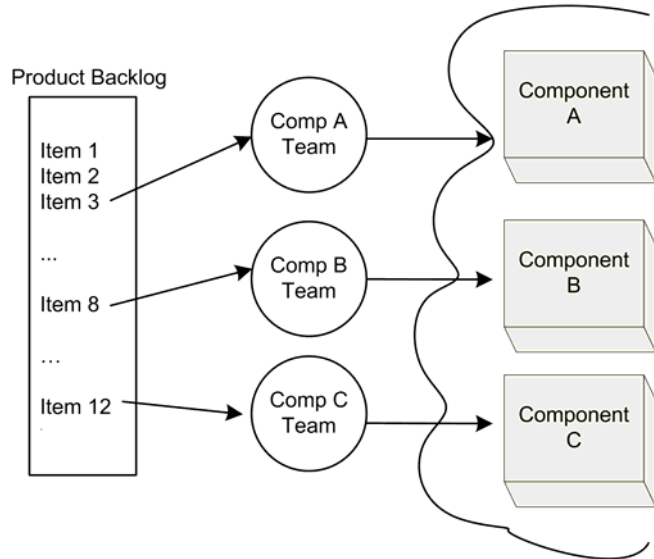 Product Backlog
Item 1
Item 2
Item 3
...
Item 8
...
Item 12
Comp A
Team
Comp B
Team
Comp C
Team
Component
A
Component
B
Component
C